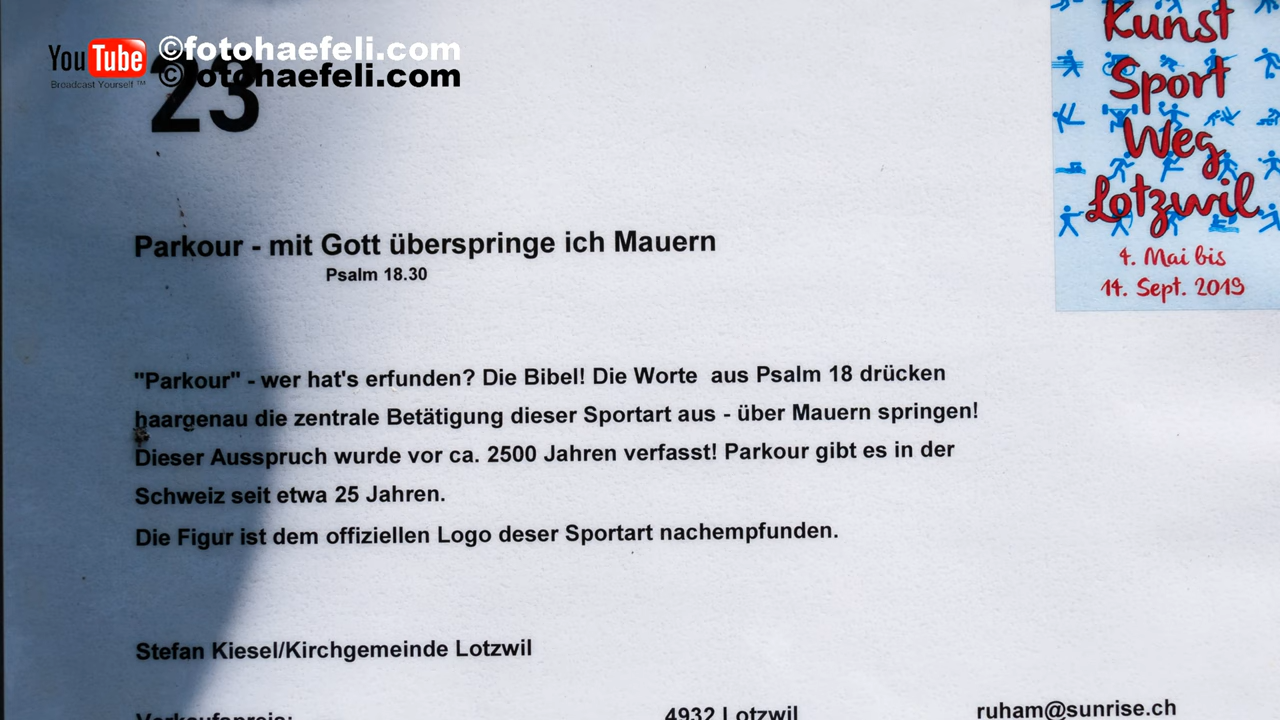 YouTube
Broadcast Yourself ™
©fotohaefeli.com
©fotohaefeli.com
23
Kunst
Sport
Weg
Lotzwil
4. Mai bis
14. Sept. 2019
Parkour - mit Gott überspringe ich Mauern
Psalm 18.30
"Parkour" - wer hat's erfunden? Die Bibel! Die Worte aus Psalm 18 drücken
haargenau die zentrale Betätigung dieser Sportart aus - über Mauern springen!
Dieser Ausspruch wurde vor ca. 2500 Jahren verfasst! Parkour gibt es in der
Schweiz seit etwa 25 Jahren.
Die Figur ist dem offiziellen Logo deser Sportart nachempfunden.
Stefan Kiesel/Kirchgemeinde Lotzwil
Verkaufspreis: 4932 Lotzwil ruham@sunrise.ch